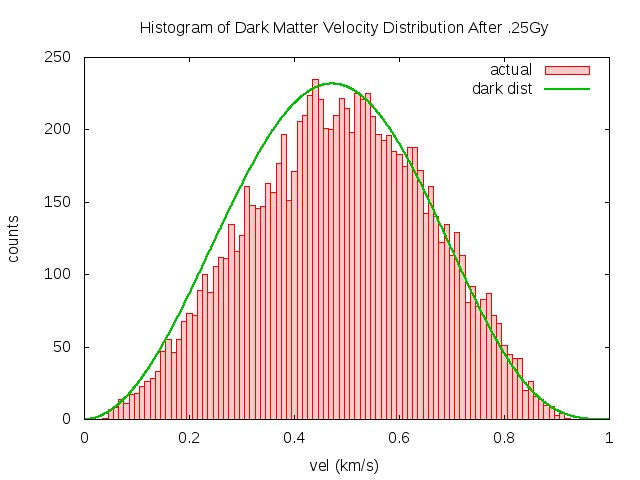 Histogram of Dark Matter Velocity Distribution After .25Gy
250
200
150
100
50
0
counts
actual
dark dist
0 0.2 0.4 0.6 0.8 1
vel (km/s)